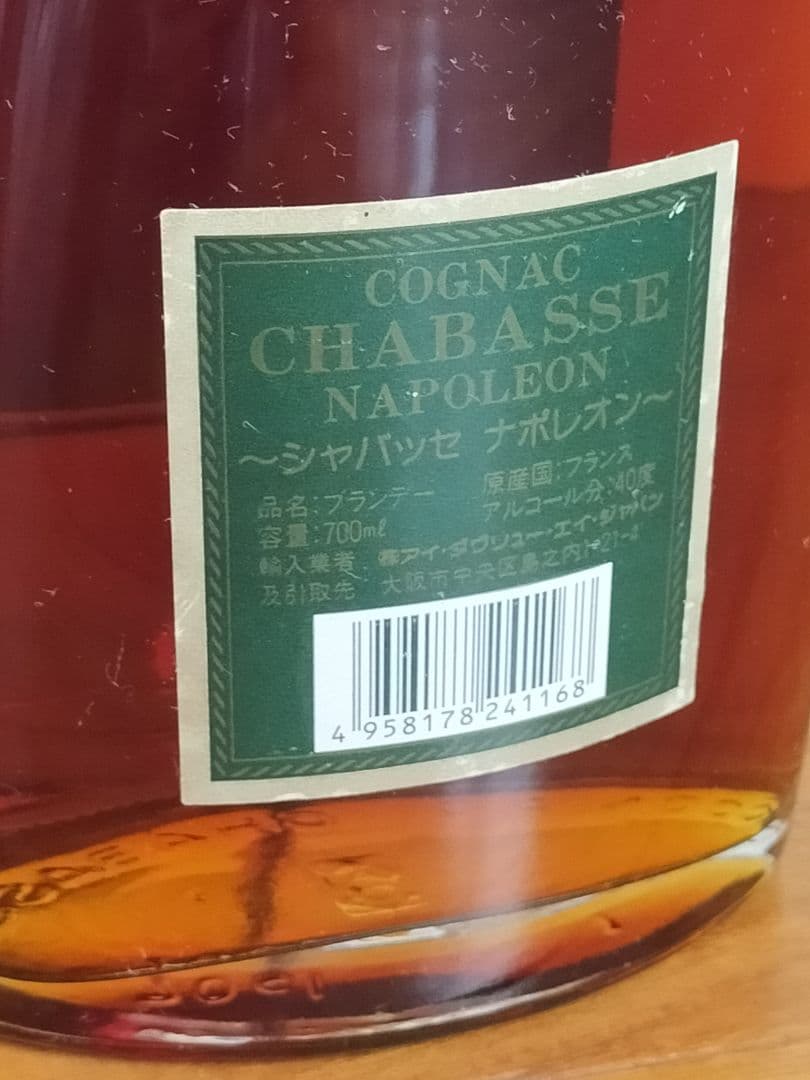 COGNAC
CHABASSE
NAPOLEON
～シャバッセ ナポレオン～
品名:ブランデー 原産国:フランス
容量:700ml アルコール分:40度
輸入業者 : ㈱アイ・ダヴリュー・エイ・ジャパン
及引取先 大阪市中央区島之内1-21-4
4 958178 241168